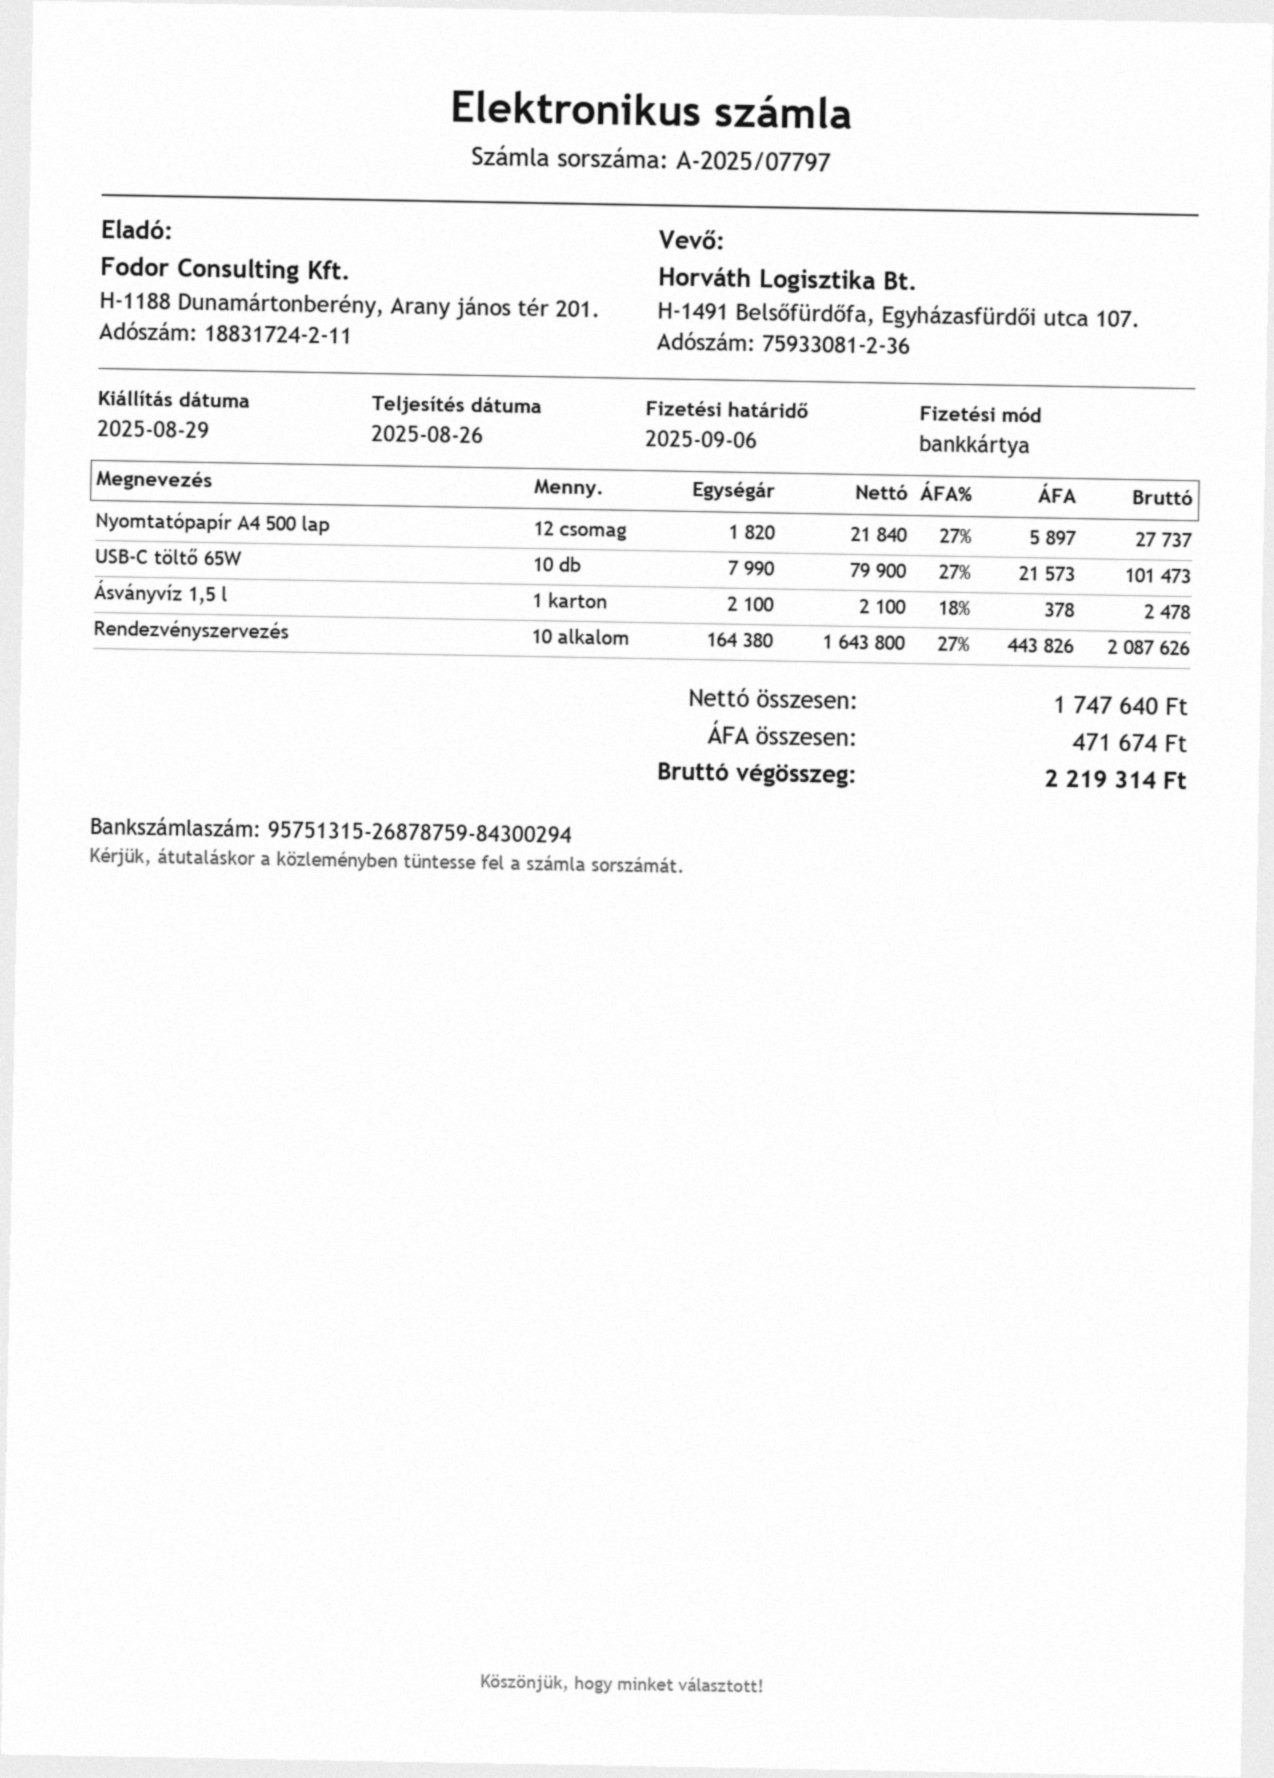 Elektronikus számla
Számla sorszáma: A-2025/07797
Eladó:
Fodor Consulting Kft.
H-1188 Dunamártonberény, Arany jános tér 201.
Adószám: 18831724-2-11
Vevő:
Horváth Logisztika Bt.
H-1491 Belsőfürdőfa, Egyházasfürdői utca 107.
Adószám: 75933081-2-36
Kiállítás dátuma Teljesítés dátuma Fizetési határidő Fizetési mód
2025-08-29 2025-08-26 2025-09-06 bankkártya
Megnevezés Menny. Egységár Nettó ÁFA% ÁFA Bruttó
Nyomtatópapír A4 500 lap 12 csomag 1 820 21 840 27% 5 897 27 737
USB-C töltő 65W 10 db 7 990 79 900 27% 21 573 101 473
Ásványvíz 1,5 l 1 karton 2 100 2 100 18% 378 2 478
Rendezvényszervezés 10 alkalom 164 380 1 643 800 27% 443 826 2 087 626
Nettó összesen: 1 747 640 Ft
ÁFA összesen: 471 674 Ft
Bruttó végösszeg: 2 219 314 Ft
Bankszámlaszám: 95751315-26878759-84300294
Kérjük, átutaláskor a közleményben tüntesse fel a számla sorszámát.
Köszönjük, hogy minket választott!